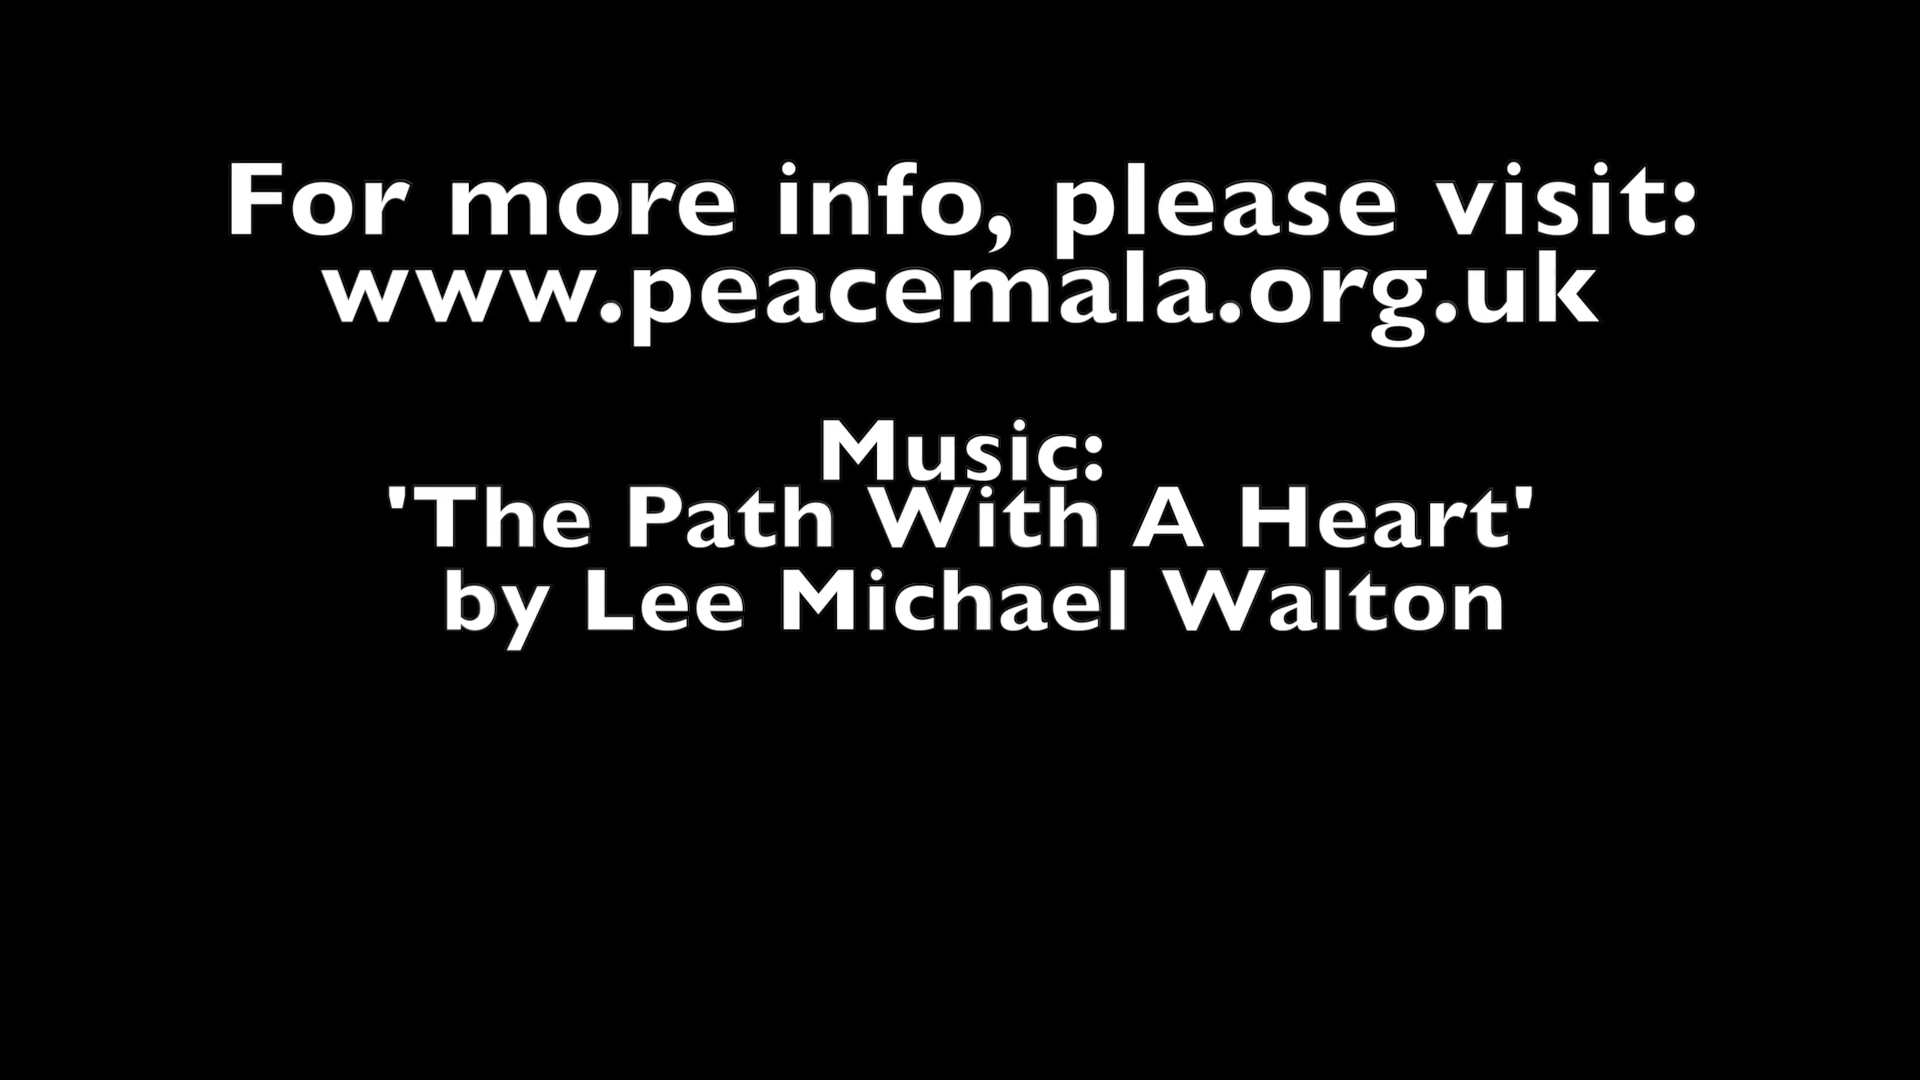 For more info, please visit:
www.peacemala.org.uk
Music:
'The Path With A Heart'
by Lee Michael Walton